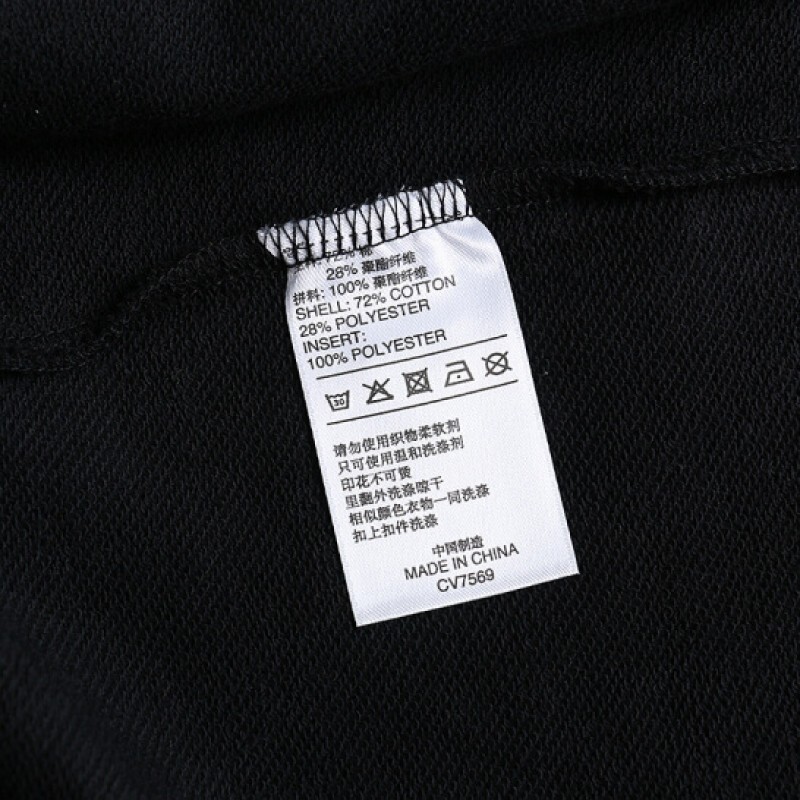 72% 棉
28% 聚酯纤维
拼料: 100% 聚酯纤维
SHELL: 72% COTTON
28% POLYESTER
INSERT:
100% POLYESTER
30
请勿使用织物柔软剂
只可使用温和洗涤剂
印花不可烫
里翻外洗涤晾干
相似颜色衣物一同洗涤
扣上扣件洗涤
中国制造
MADE IN CHINA
CV7569